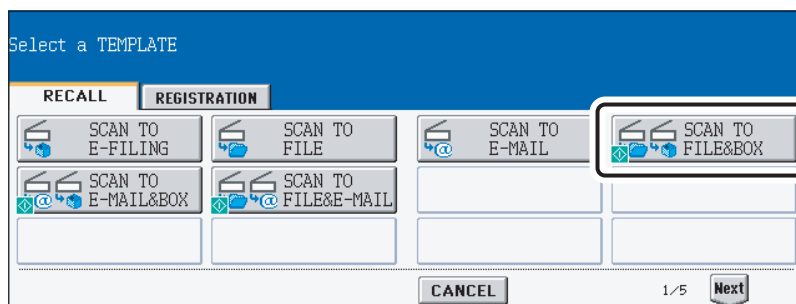 Select a TEMPLATE
RECALL
REGISTRATION
SCAN TO
E-FILING
SCAN TO
FILE
SCAN TO
E-MAIL
SCAN TO
FILE&BOX
SCAN TO
E-MAIL&BOX
SCAN TO
FILE&E-MAIL
CANCEL
1/5
Next